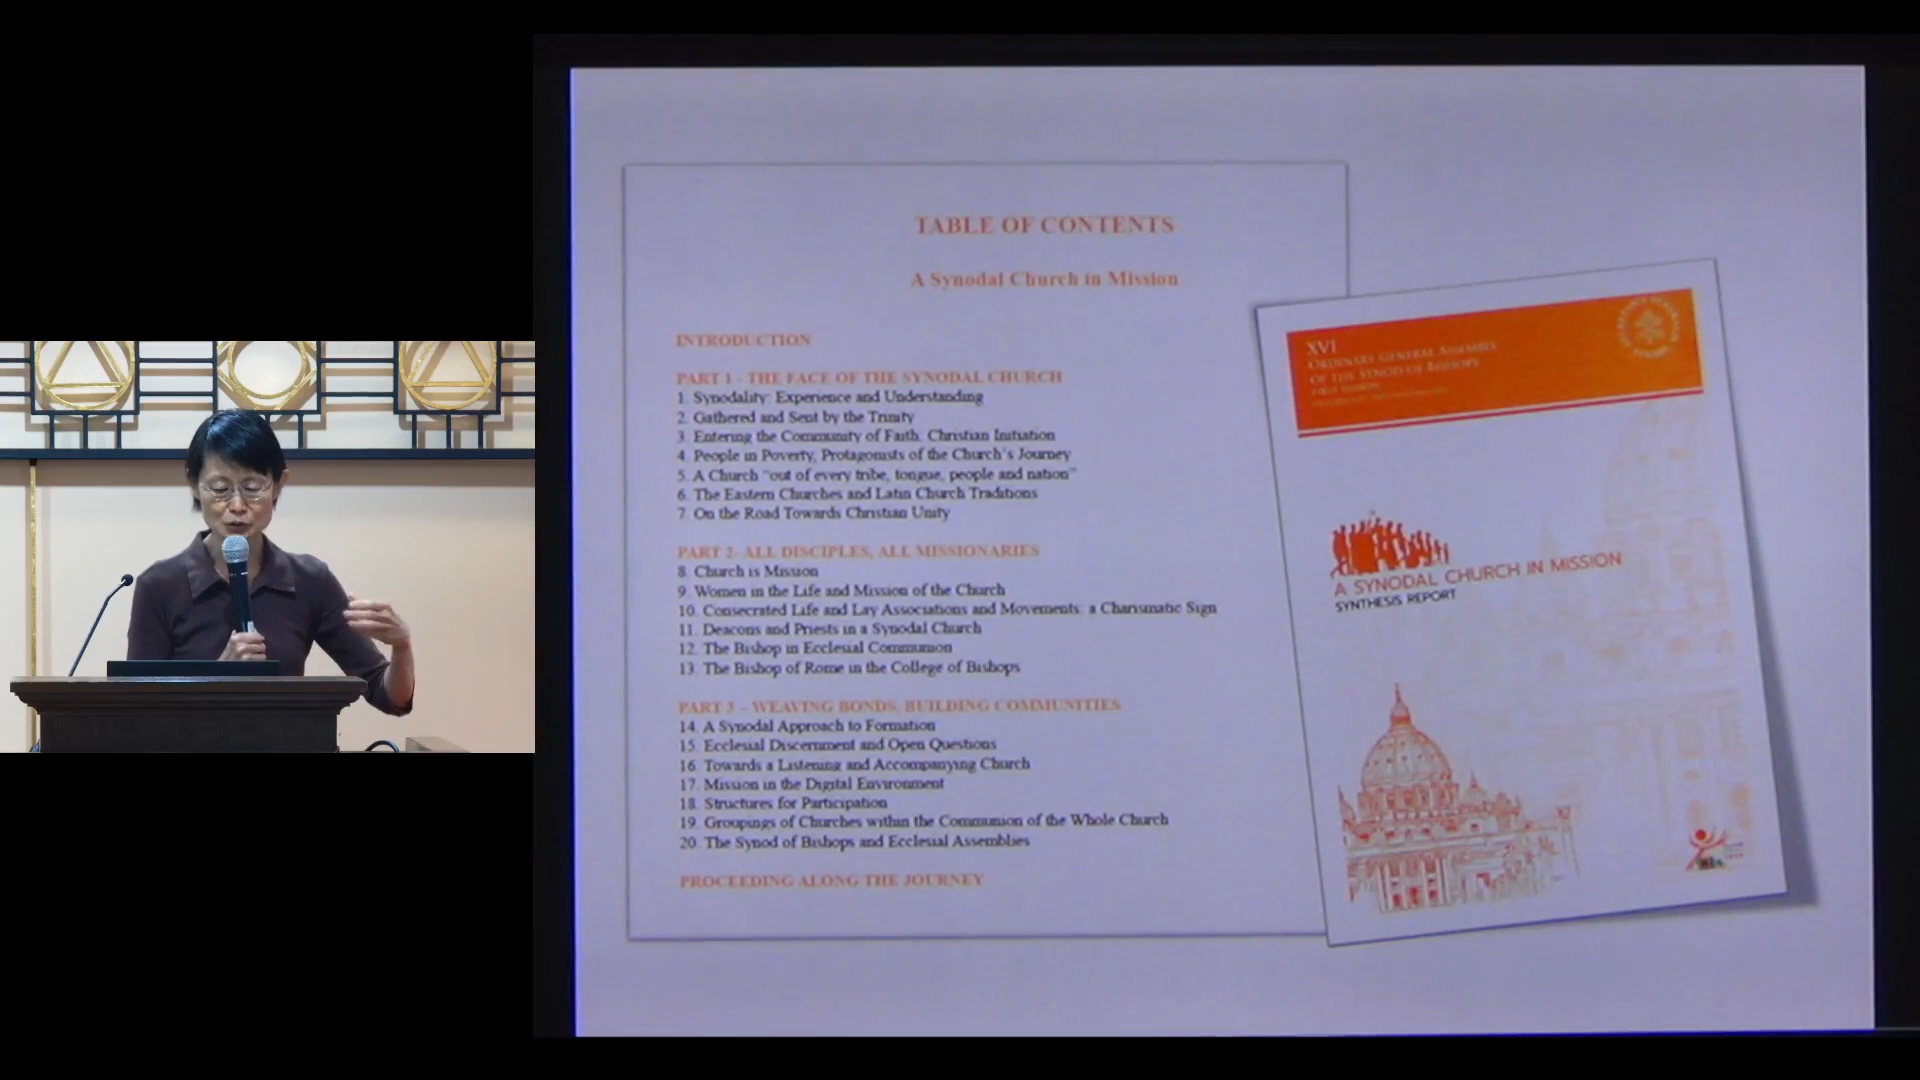 TABLE OF CONTENTS
A Synodal Church in Mission
INTRODUCTION
PART 1 - THE FACE OF THE SYNODAL CHURCH
1. Synodality: Experience and Understanding
2. Gathered and Sent by the Trinity
3. Entering the Community of Faith: Christian Initiation
4. People in Poverty, Protagonists of the Church's Journey
5. A Church "out of every tribe, tongue, people and nation"
6. The Eastern Churches and Latin Church Traditions
7. On the Road Towards Christian Unity
PART 2- ALL DISCIPLES, ALL MISSIONARIES
8. Church is Mission
9. Women in the Life and Mission of the Church
10. Consecrated Life and Lay Associations and Movements: a Charismatic Sign
11. Deacons and Priests in a Synodal Church
12. The Bishop in Ecclesial Communion
13. The Bishop of Rome in the College of Bishops
PART 3 – WEAVING BONDS, BUILDING COMMUNITIES
14. A Synodal Approach to Formation
15. Ecclesial Discernment and Open Questions
16. Towards a Listening and Accompanying Church
17. Mission in the Digital Environment
18. Structures for Participation
19. Groupings of Churches within the Communion of the Whole Church
20. The Synod of Bishops and Ecclesial Assemblies
PROCEEDING ALONG THE JOURNEY
XVI
ORDINARY GENERAL ASSEMBLY
OF THE SYNOD OF BISHOPS
FIRST SESSION
A SYNODAL CHURCH IN MISSION
SYNTHESIS REPORT